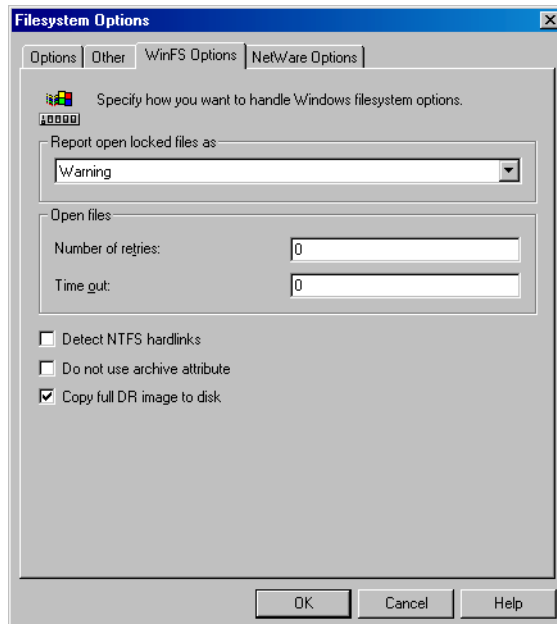 Filesystem Options
Options Other WinFS Options NetWare Options
Specify how you want to handle Windows filesystem options.
Report open locked files as
Warning
Open files
Number of retries: 0
Time out: 0
Detect NTFS hardlinks
Do not use archive attribute
Copy full DR image to disk
OK Cancel Help